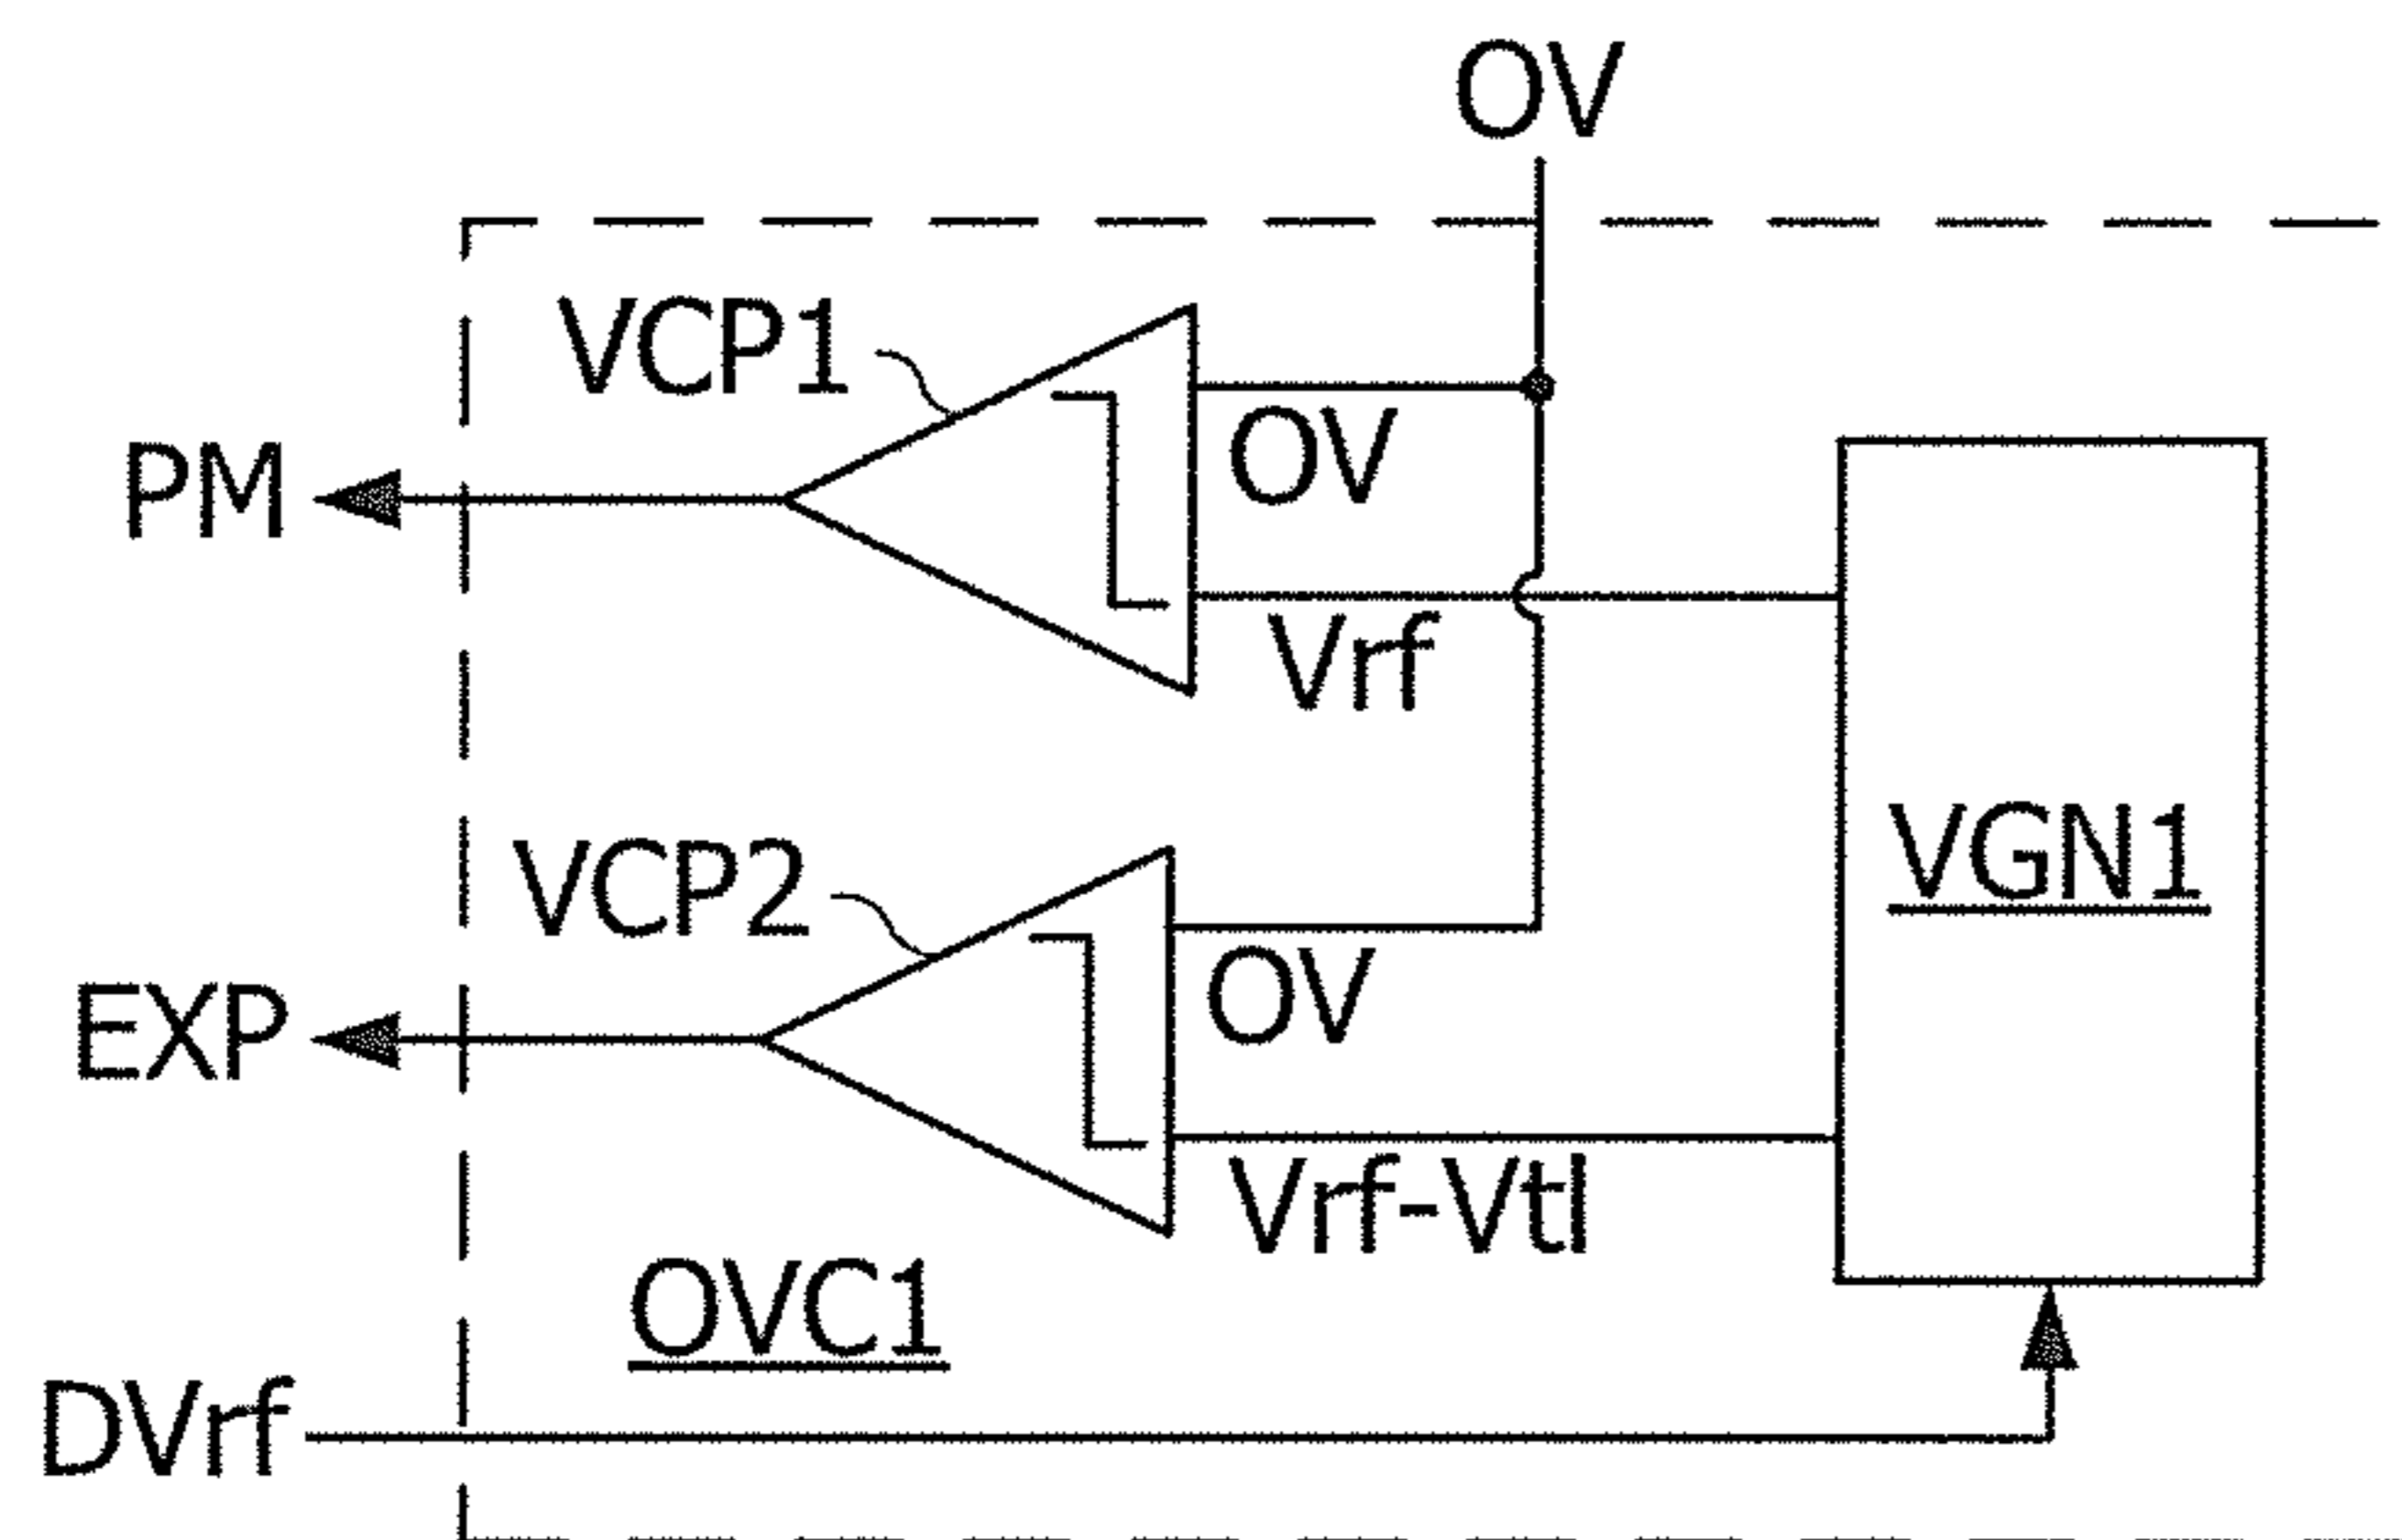 OV
VCP1
OV
PM
Vrf
VGN1
VCP2
OV
EXP
Vrf-Vtl
OVC1
DVrf